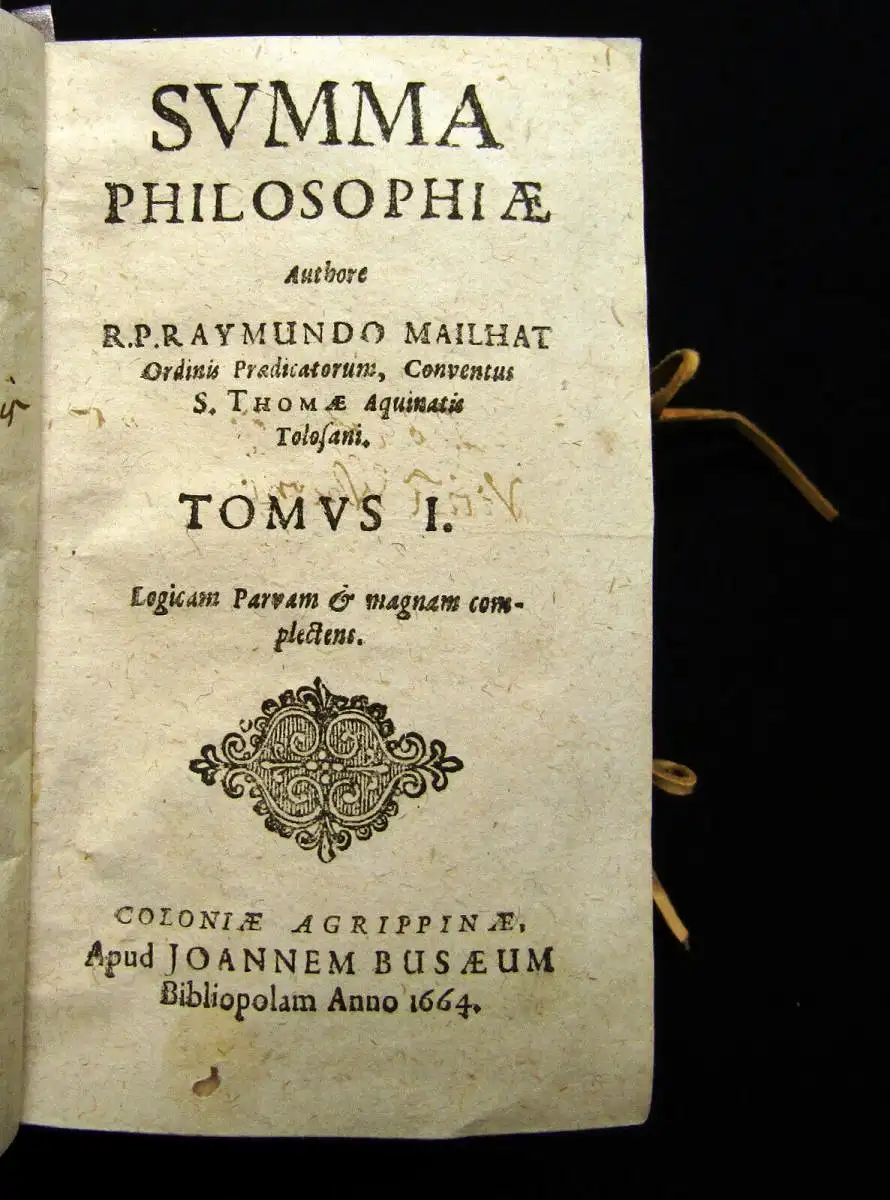 SVMMA
PHILOSOPHIÆ
Authore
R.P.RAYMUNDO MAILHAT
Ordinis Prædicatorum, Conventus
S. THOMÆ Aquinatis
Toloſani.
TOMVS I.
Logicam Parvam & magnam com-
plectens.
COLONIÆ AGRIPPINÆ,
Apud JOANNEM BUSÆUM
Bibliopolam Anno 1664.